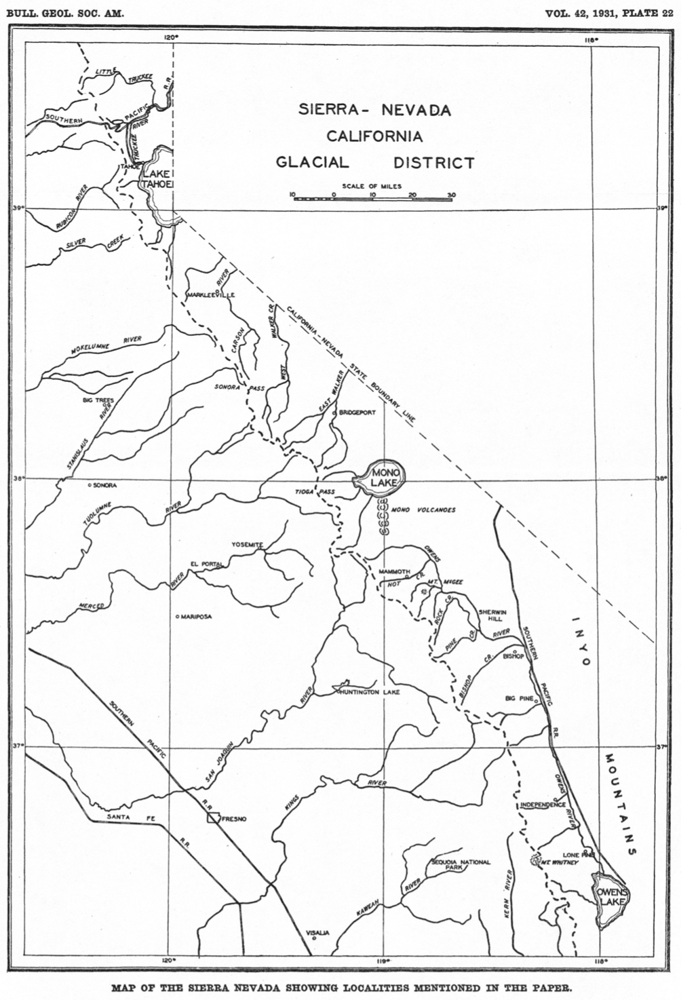 BULL. GEOL. SOC. AM.
VOL. 42, 1931, PLATE 22
120°
118°
LITTLE TRUCKEE
R.R.
SOUTHERN PACIFIC
RIVER
TRUCKEE
TAHOE
LAKE
TAHOE
SIERRA- NEVADA
CALIFORNIA
GLACIAL DISTRICT
SCALE OF MILES
10 0 10 20 30
39°
39°
RUBICON RIVER
SILVER CREEK
MARKLEEVILLE
RIVER
CARSON
WALKER CR.
WEST
CALIFORNIA-NEVADA STATE BOUNDARY LINE
MOKELUMNE RIVER
SONORA PASS
EAST WALKER
BRIDGEPORT
BIG TREES
RIVER
STANISLAUS
38°
38°
SONORA
MONO
LAKE
TIOGA PASS
TUOLUMNE
RIVER
MONO VOLCANOES
YOSEMITE
EL PORTAL
RIVER
MERCED
MARIPOSA
OWENS
MAMMOTH
HOT CR.
MT. McGEE
ROCK CR.
SHERWIN
HILL
PINE CR.
RIVER
BISHOP
BISHOP CR.
SOUTHERN PACIFIC R.R.
INYO
HUNTINGTON LAKE
BIG PINE
RIVER
SAN JOAQUIN
SOUTHERN PACIFIC
R.R.
37°
37°
MOUNTAINS
KINGS
RIVER
OWENS
RIVER
INDEPENDENCE
SANTA FE
R.R.
FRESNO
LONE PINE
MT. WHITNEY
SEQUOIA NATIONAL
PARK
RIVER
KAWEAH
KERN RIVER
OWENS
LAKE
VISALIA
120°
119°
118°
MAP OF THE SIERRA NEVADA SHOWING LOCALITIES MENTIONED IN THE PAPER.